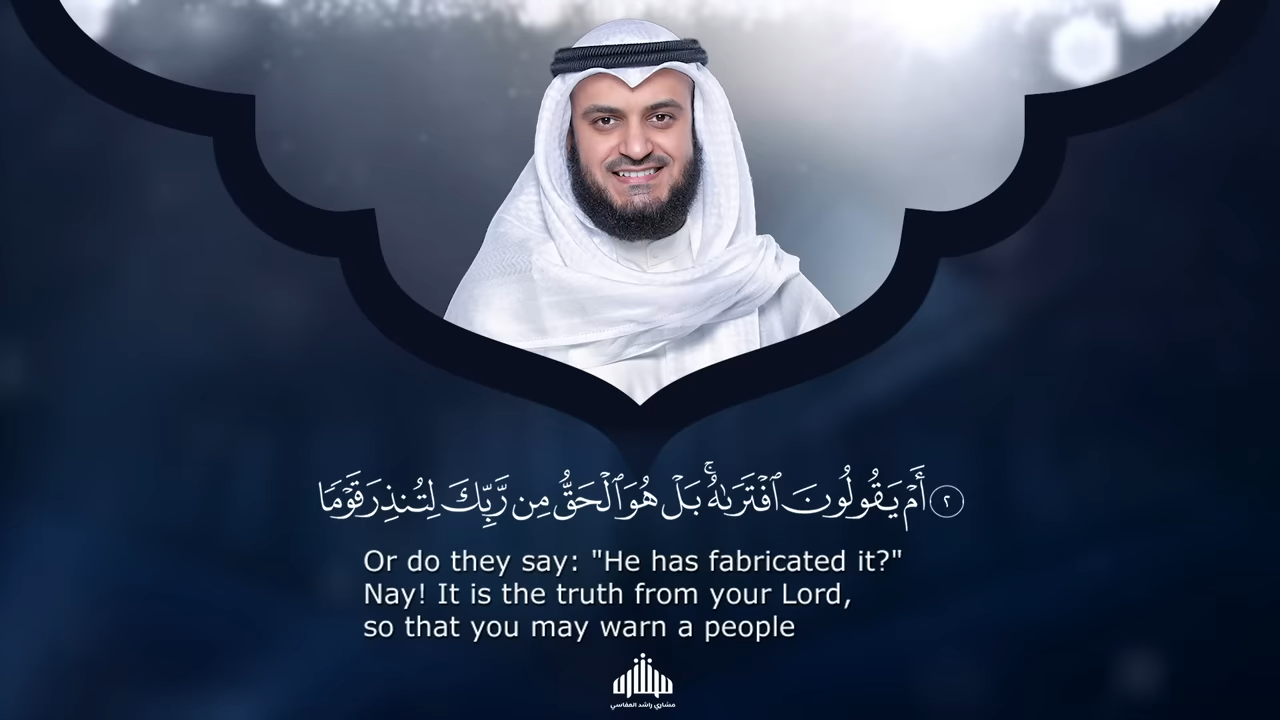 ٢ أَمْ يَقُولُونَ ٱفْتَرَىٰهُ ۚ بَلْ هُوَ ٱلْحَقُّ مِن رَّبِّكَ لِتُنذِرَ قَوْمًا
Or do they say: "He has fabricated it?"
Nay! It is the truth from your Lord,
so that you may warn a people
مشاري راشد العفاسي